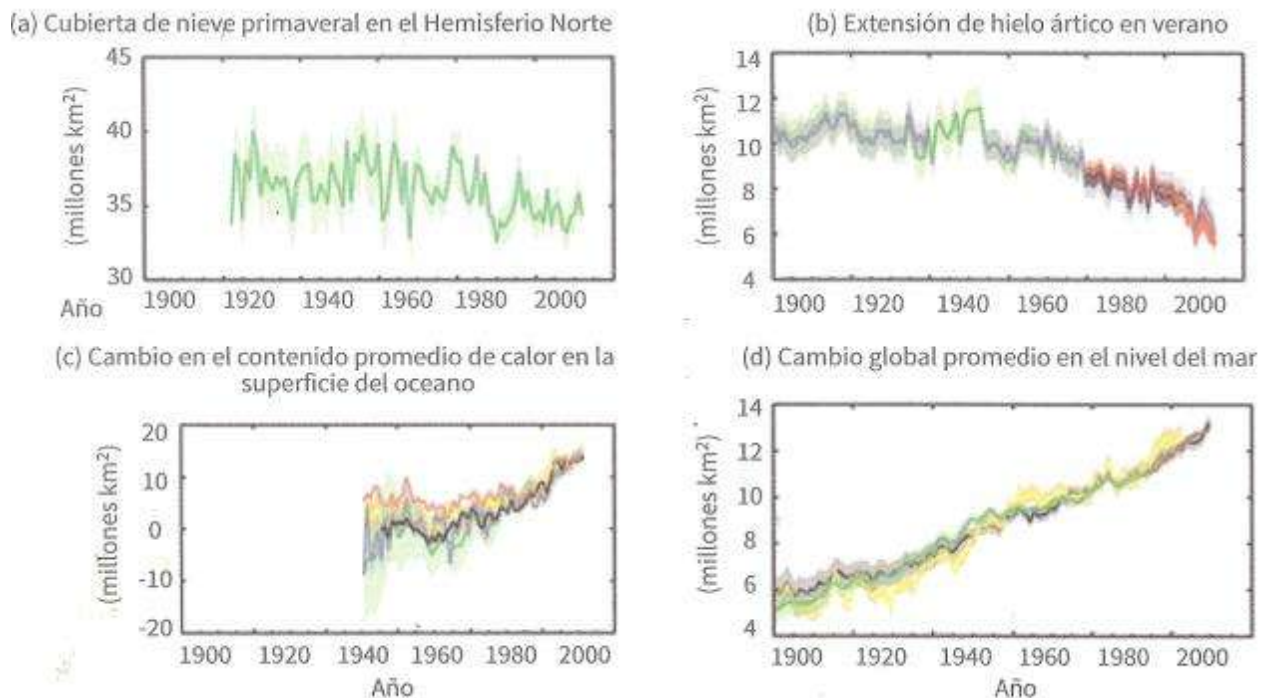 (a) Cubierta de nieve primaveral en el Hemisferio Norte
(millones km²)
45
40
35
30
Año
1900 1920 1940 1960 1980 2000
(b) Extensión de hielo ártico en verano
(millones km²)
14
12
10
8
6
4
1900 1920 1940 1960 1980 2000
(c) Cambio en el contenido promedio de calor en la
superficie del oceano
(millones km²)
20
10
0
-10
-20
1900 1920 1940 1960 1980 2000
Año
(d) Cambio global promedio en el nivel del mar
(millones km²)
14
12
10
8
6
4
1900 1920 1940 1960 1980 2000
Año